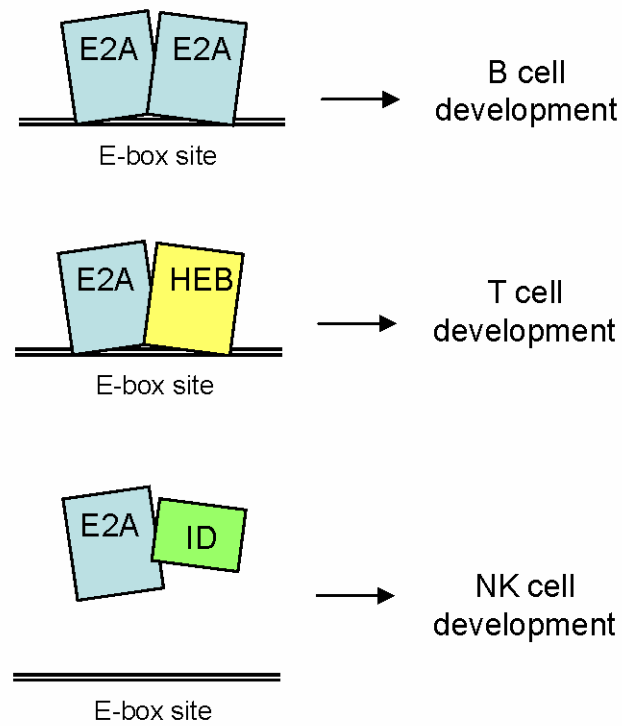 E2A E2A
B cell
development
E-box site
E2A HEB
T cell
development
E-box site
E2A ID
NK cell
development
E-box site